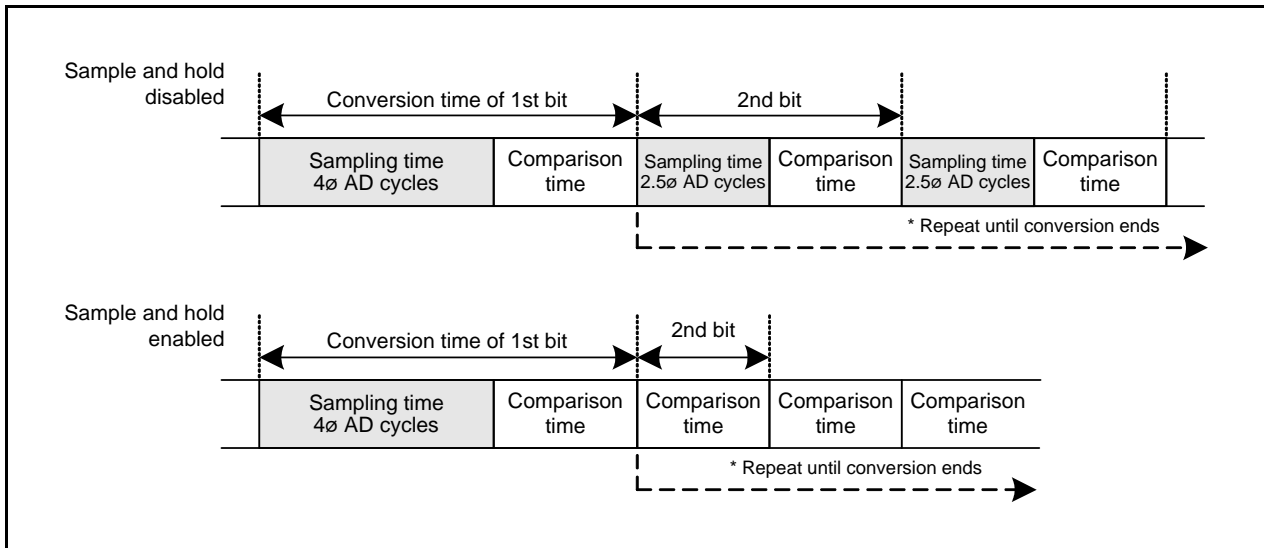 Sample and hold
disabled
Conversion time of 1st bit
2nd bit
Sampling time
4ø AD cycles
Comparison
time
Sampling time
2.5ø AD cycles
Comparison
time
Sampling time
2.5ø AD cycles
Comparison
time
* Repeat until conversion ends
Sample and hold
enabled
Conversion time of 1st bit
2nd bit
Sampling time
4ø AD cycles
Comparison
time
Comparison
time
Comparison
time
Comparison
time
* Repeat until conversion ends